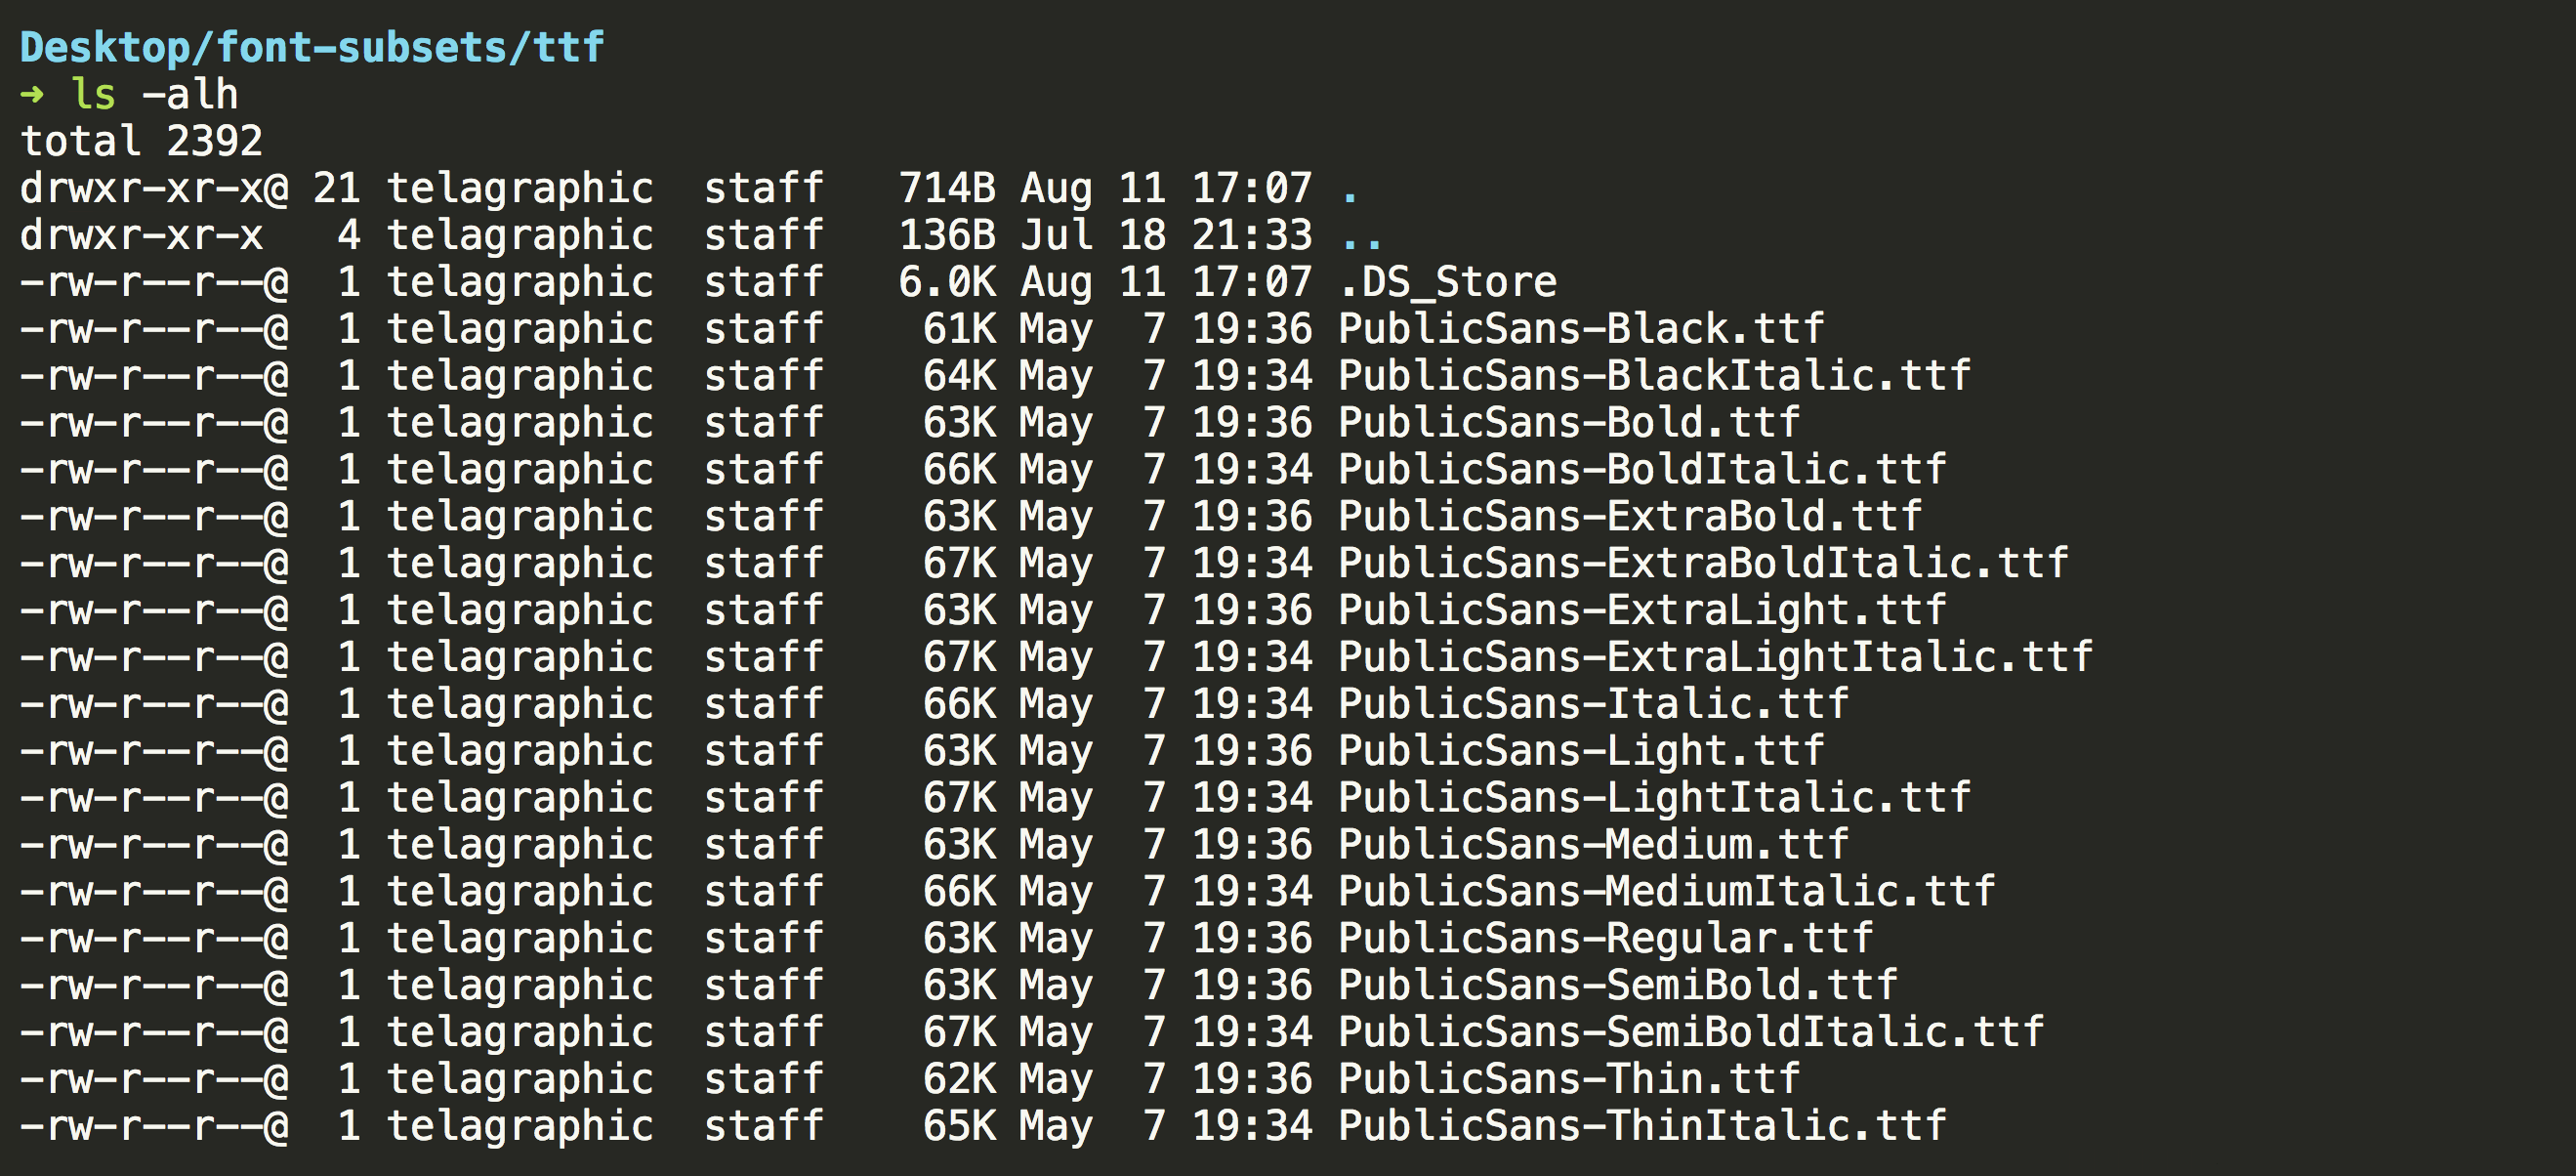 Desktop/font-subsets/ttf
➜ ls -alh
total 2392
drwxr-xr-x@ 21 telagraphic  staff   714B Aug 11 17:07 .
drwxr-xr-x   4 telagraphic  staff   136B Jul 18 21:33 ..
-rw-r--r--@  1 telagraphic  staff   6.0K Aug 11 17:07 .DS_Store
-rw-r--r--@  1 telagraphic  staff    61K May  7 19:36 PublicSans-Black.ttf
-rw-r--r--@  1 telagraphic  staff    64K May  7 19:34 PublicSans-BlackItalic.ttf
-rw-r--r--@  1 telagraphic  staff    63K May  7 19:36 PublicSans-Bold.ttf
-rw-r--r--@  1 telagraphic  staff    66K May  7 19:34 PublicSans-BoldItalic.ttf
-rw-r--r--@  1 telagraphic  staff    63K May  7 19:36 PublicSans-ExtraBold.ttf
-rw-r--r--@  1 telagraphic  staff    67K May  7 19:34 PublicSans-ExtraBoldItalic.ttf
-rw-r--r--@  1 telagraphic  staff    63K May  7 19:36 PublicSans-ExtraLight.ttf
-rw-r--r--@  1 telagraphic  staff    67K May  7 19:34 PublicSans-ExtraLightItalic.ttf
-rw-r--r--@  1 telagraphic  staff    66K May  7 19:34 PublicSans-Italic.ttf
-rw-r--r--@  1 telagraphic  staff    63K May  7 19:36 PublicSans-Light.ttf
-rw-r--r--@  1 telagraphic  staff    67K May  7 19:34 PublicSans-LightItalic.ttf
-rw-r--r--@  1 telagraphic  staff    63K May  7 19:36 PublicSans-Medium.ttf
-rw-r--r--@  1 telagraphic  staff    66K May  7 19:34 PublicSans-MediumItalic.ttf
-rw-r--r--@  1 telagraphic  staff    63K May  7 19:36 PublicSans-Regular.ttf
-rw-r--r--@  1 telagraphic  staff    63K May  7 19:36 PublicSans-SemiBold.ttf
-rw-r--r--@  1 telagraphic  staff    67K May  7 19:34 PublicSans-SemiBoldItalic.ttf
-rw-r--r--@  1 telagraphic  staff    62K May  7 19:36 PublicSans-Thin.ttf
-rw-r--r--@  1 telagraphic  staff    65K May  7 19:34 PublicSans-ThinItalic.ttf